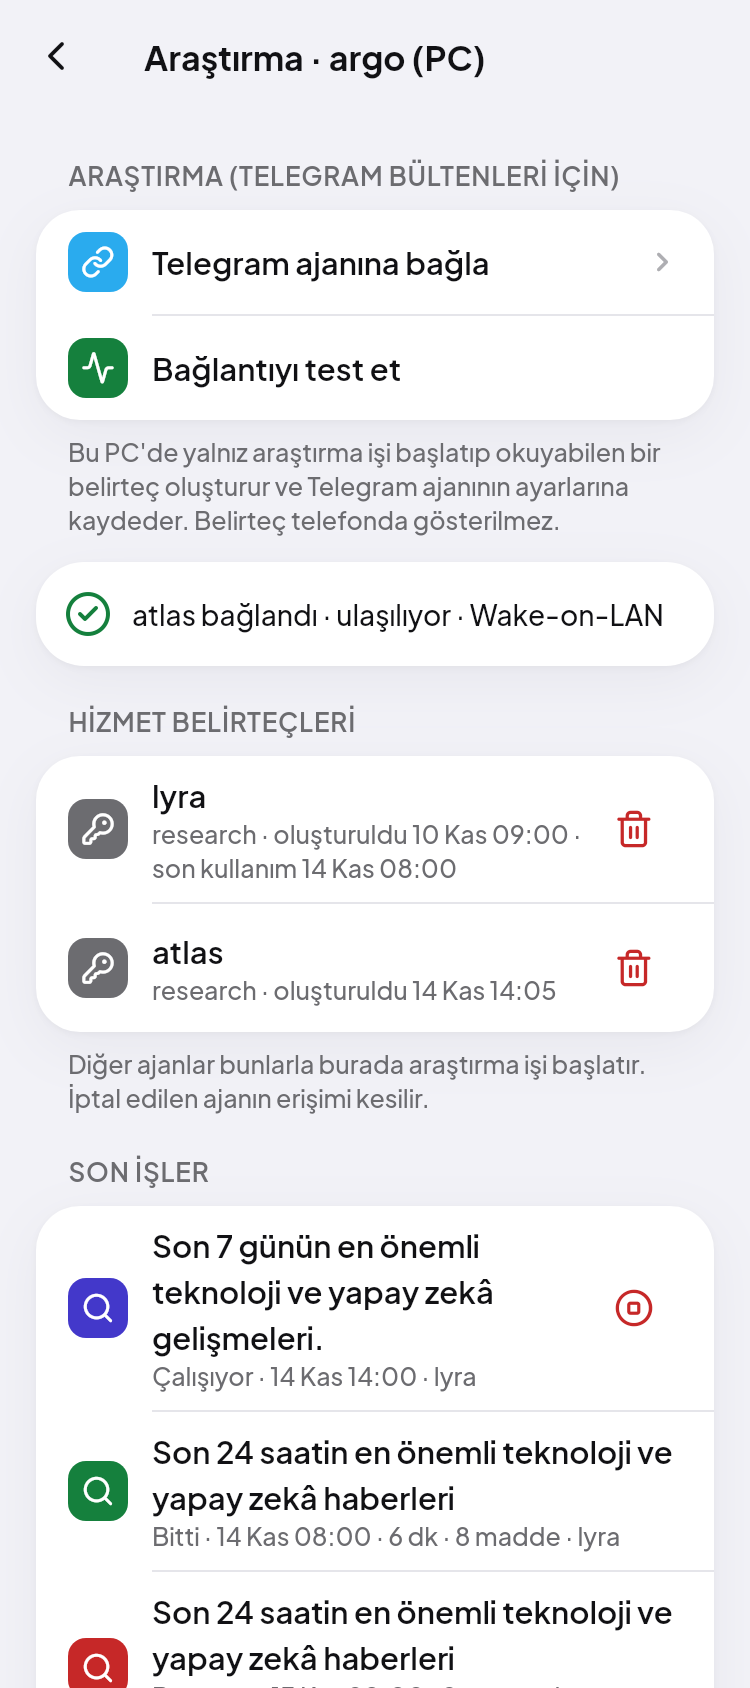 Araştırma · argo (PC)
ARAŞTIRMA (TELEGRAM BÜLTENLERİ İÇİN)
Telegram ajanına bağla
Bağlantıyı test et
Bu PC'de yalnız araştırma işi başlatıp okuyabilen bir
belirteç oluşturur ve Telegram ajanının ayarlarına
kaydeder. Belirteç telefonda gösterilmez.
atlas bağlandı · ulaşılıyor · Wake-on-LAN
HİZMET BELİRTEÇLERİ
lyra
research · oluşturuldu 10 Kas 09:00 ·
son kullanım 14 Kas 08:00
atlas
research · oluşturuldu 14 Kas 14:05
Diğer ajanlar bunlarla burada araştırma işi başlatır.
İptal edilen ajanın erişimi kesilir.
SON İŞLER
Son 7 günün en önemli
teknoloji ve yapay zekâ
gelişmeleri.
Çalışıyor · 14 Kas 14:00 · lyra
Son 24 saatin en önemli teknoloji ve
yapay zekâ haberleri
Bitti · 14 Kas 08:00 · 6 dk · 8 madde · lyra
Son 24 saatin en önemli teknoloji ve
yapay zekâ haberleri